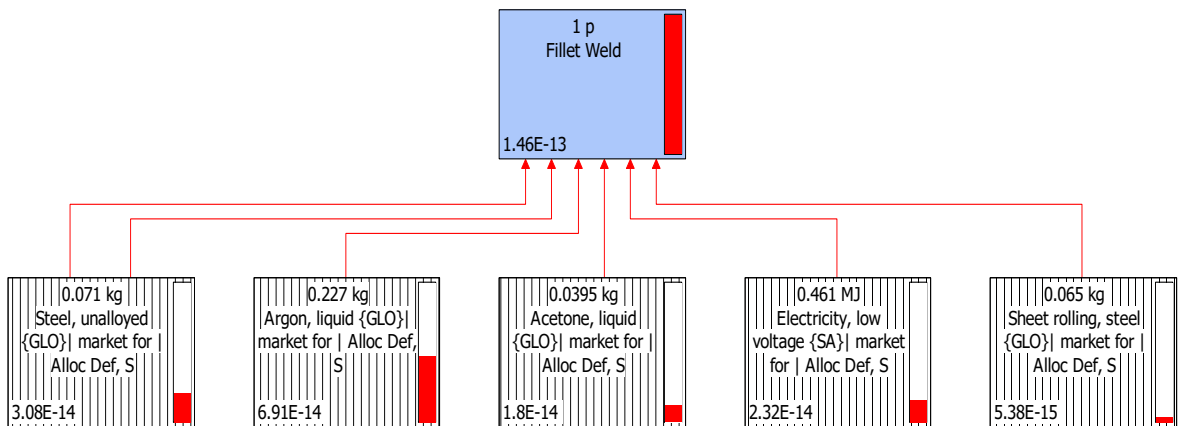 1 p
Fillet Weld
1.46E-13
0.071 kg
Steel, unalloyed
{GLO}| market for |
Alloc Def, S
3.08E-14
0.227 kg
Argon, liquid {GLO}|
market for | Alloc Def,
S
6.91E-14
0.0395 kg
Acetone, liquid
{GLO}| market for |
Alloc Def, S
1.8E-14
0.461 MJ
Electricity, low
voltage {SA}| market
for | Alloc Def, S
2.32E-14
0.065 kg
Sheet rolling, steel
{GLO}| market for |
Alloc Def, S
5.38E-15